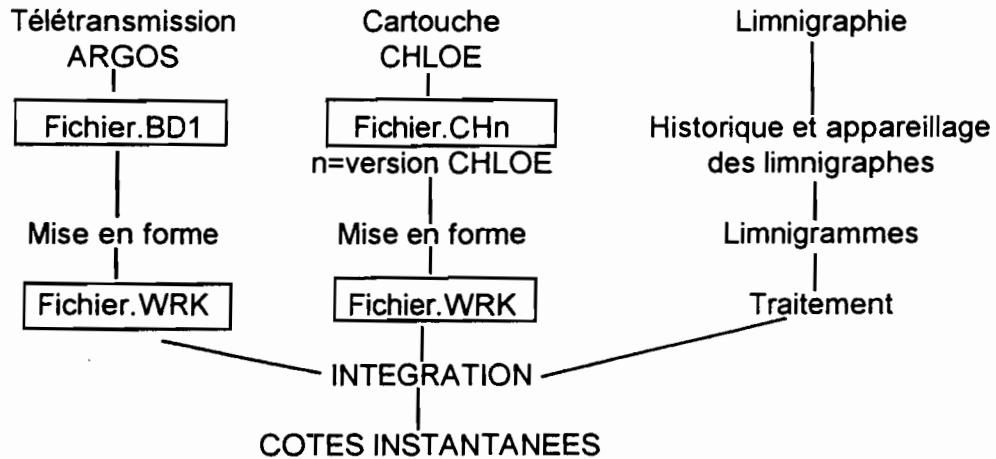 Télétransmission
ARGOS
Fichier.BD1
Mise en forme
Fichier.WRK
Cartouche
CHLOE
Fichier.CHn
n=version CHLOE
Mise en forme
Fichier.WRK
Limnigraphie
Historique et appareillage
des limnigraphes
Limnigrammes
Traitement
INTEGRATION
COTES INSTANTANEES